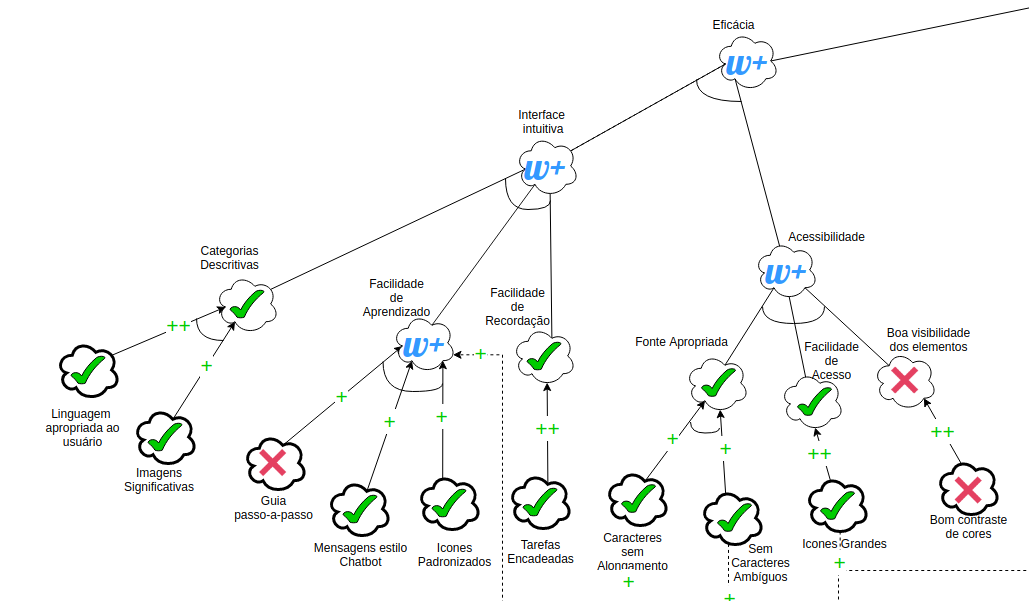 Eficácia
w+
Interface
intuitiva
w+
Acessibilidade
w+
Categorias
Descritivas
Facilidade
de
Aprendizado
w+
Facilidade
de
Recordação
++
+
+
Fonte Apropriada
Facilidade
de
Acesso
Boa visibilidade
dos elementos
Linguagem
apropriada ao
usuário
+
+
+
++
+
+
++
++
Imagens
Significativas
Guia
passo-a-passo
Mensagens estilo
Chatbot
Icones
Padronizados
Tarefas
Encadeadas
Caracteres
sem
Alongamento
+
Sem
Caracteres
Ambíguos
+
Icones Grandes
+
Bom contraste
de cores